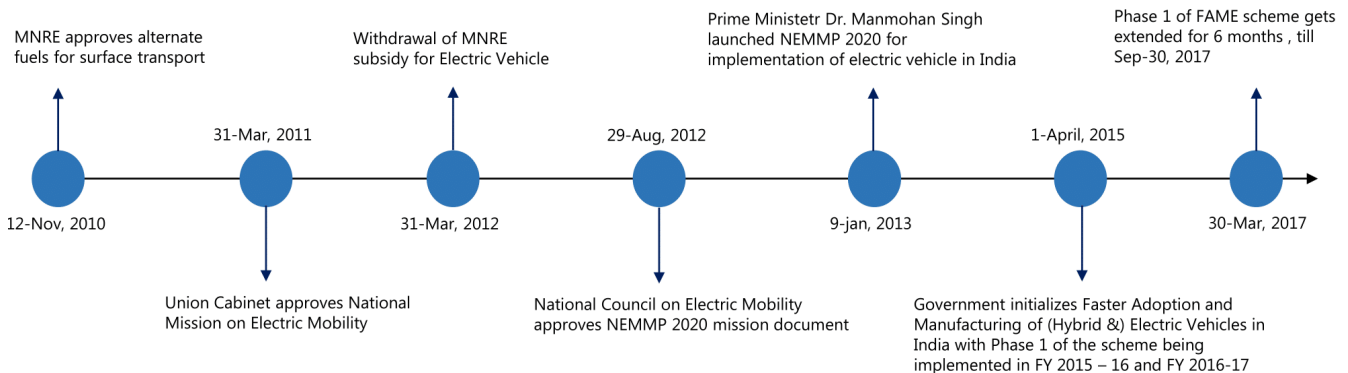 MNRE approves alternate
fuels for surface transport
12-Nov, 2010
31-Mar, 2011
Union Cabinet approves National
Mission on Electric Mobility
Withdrawal of MNRE
subsidy for Electric Vehicle
31-Mar, 2012
29-Aug, 2012
National Council on Electric Mobility
approves NEMMP 2020 mission document
Prime Ministetr Dr. Manmohan Singh
launched NEMMP 2020 for
implementation of electric vehicle in India
9-jan, 2013
1-April, 2015
Government initializes Faster Adoption and
Manufacturing of (Hybrid &) Electric Vehicles in
India with Phase 1 of the scheme being
implemented in FY 2015 – 16 and FY 2016-17
Phase 1 of FAME scheme gets
extended for 6 months , till
Sep-30, 2017
30-Mar, 2017